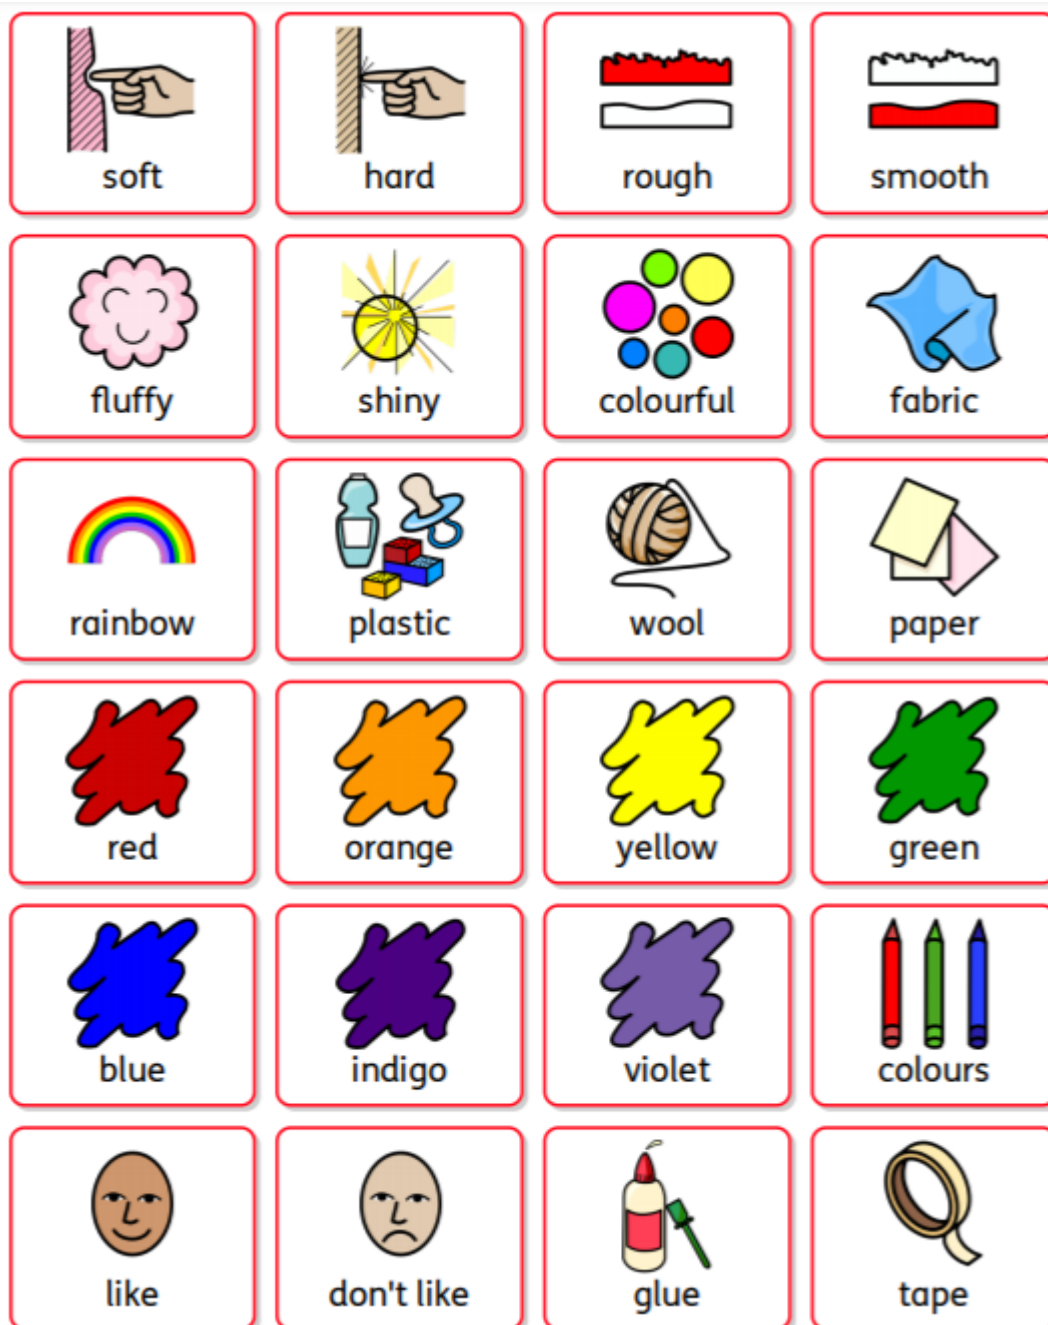 soft
hard
rough
smooth
fluffy
shiny
colourful
fabric
rainbow
plastic
wool
paper
red
orange
yellow
green
blue
indigo
violet
colours
like
don't like
glue
tape